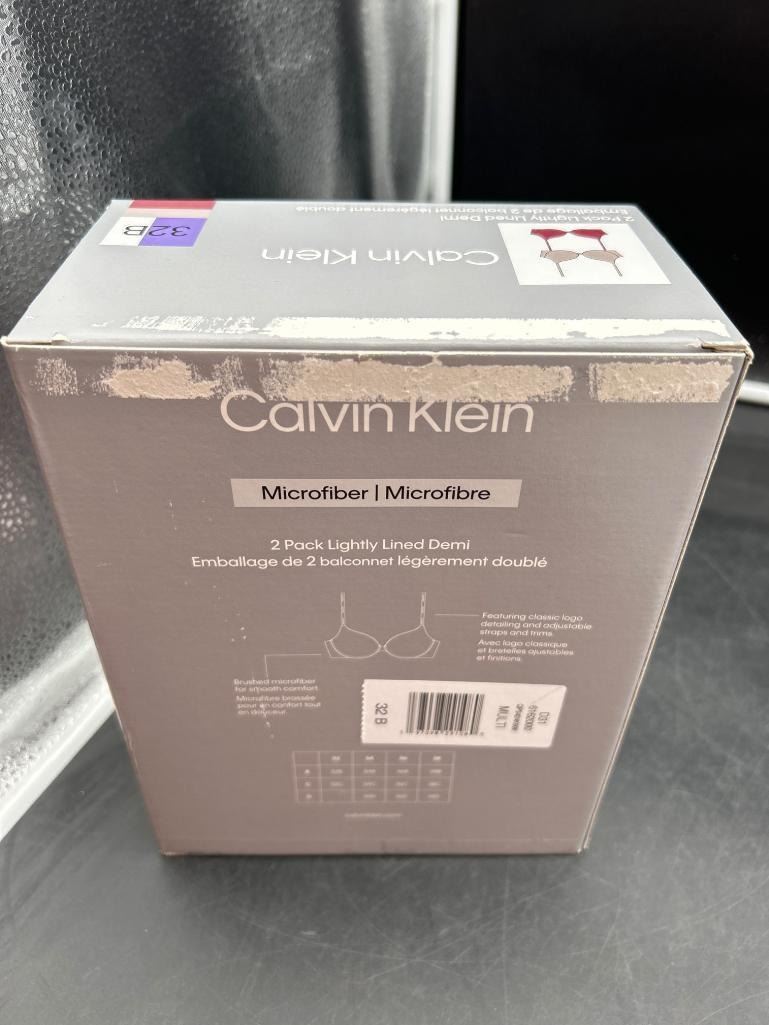 2 Pack Lightly Lined Demi
Emballage de 2 balconnet légèrement doublé
Calvin Klein
32B
Calvin Klein
Microfiber | Microfibre
2 Pack Lightly Lined Demi
Emballage de 2 balconnet légèrement doublé
Featuring classic logo
detailing and adjustable
straps and trims.
Avec logo classique
et bretelles ajustables
et finitions.
Brushed microfiber
for smooth comfort.
Microfibre brossée
pour en confort tout
en douceur.
32 B
MULTI